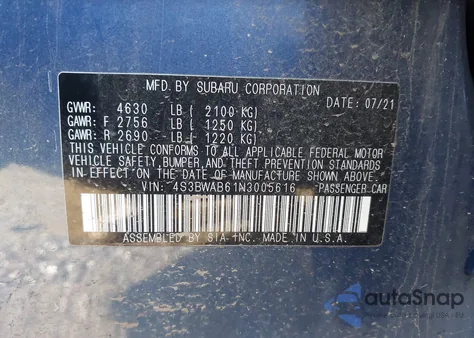 MFD. BY SUBARU CORPORATION
GVWR: 4630 LB ( 2100 KG) DATE: 07/21
GAWR: F 2756 LB ( 1250 KG)
GAWR: R 2690 LB ( 1220 KG)
THIS VEHICLE CONFORMS TO ALL APPLICABLE FEDERAL MOTOR
VEHICLE SAFETY, BUMPER, AND THEFT PREVENTION STANDARDS
IN EFFECT ON THE DATE OF MANUFACTURE SHOWN ABOVE.
VIN: 4S3BWAB61N3005616 PASSENGER CAR
ASSEMBLED BY SIA-INC. MADE IN U.S.A.
autoSnap